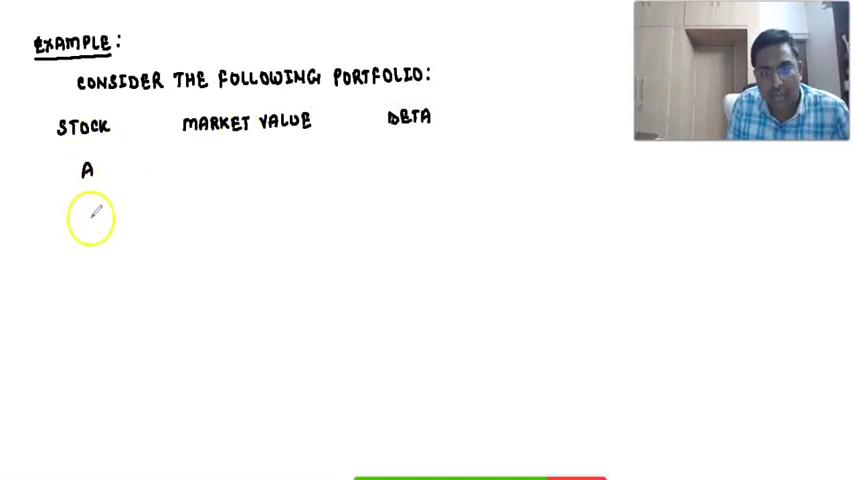 EXAMPLE:
CONSIDER THE FOLLOWING PORTFOLIO:
STOCK MARKET VALUE BETA
A